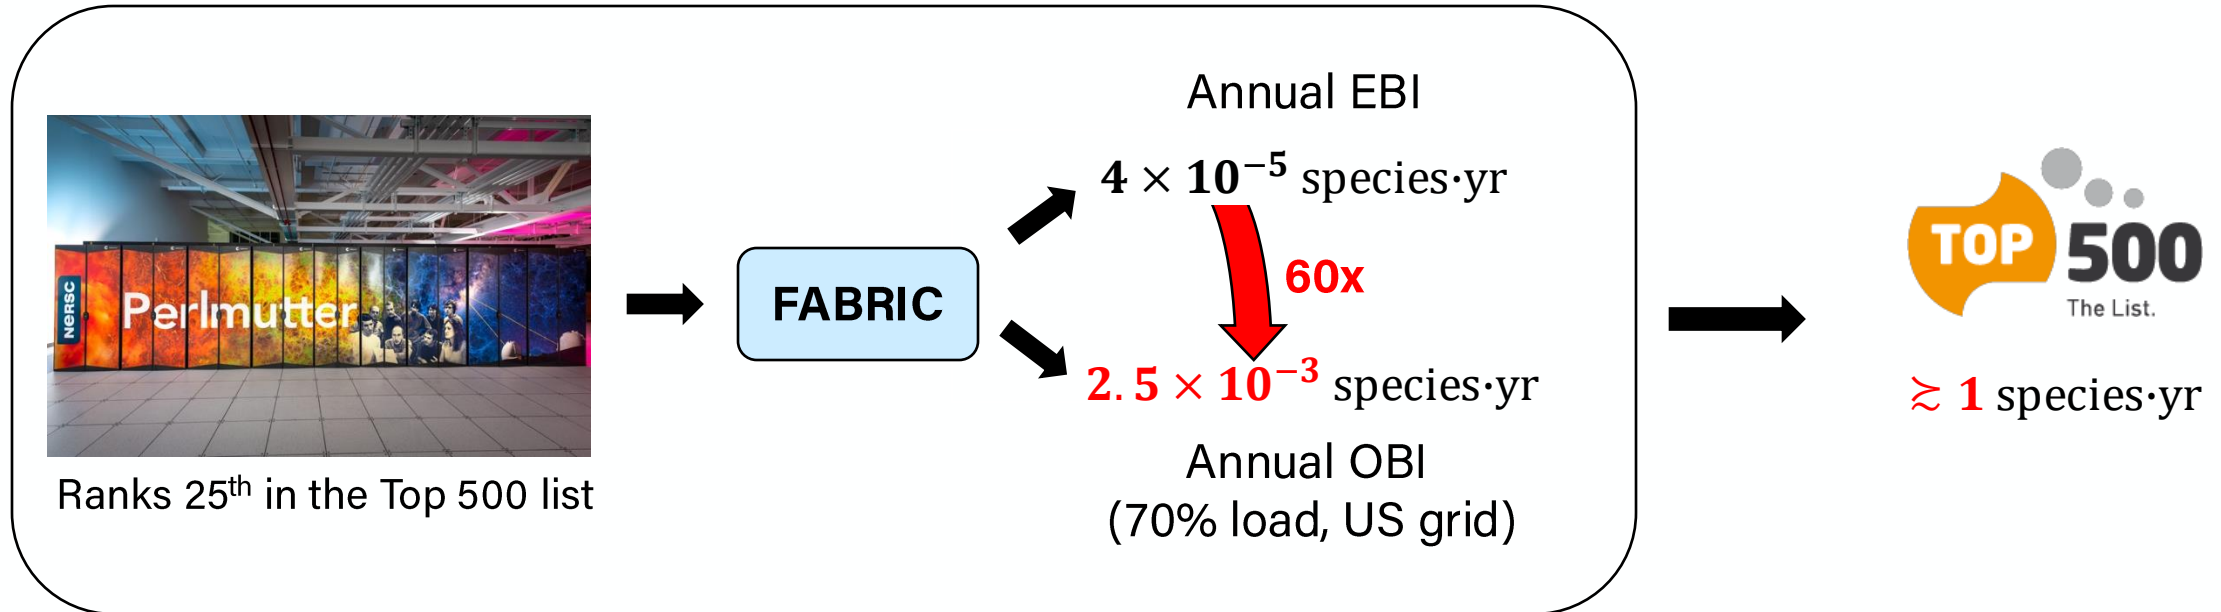 NERSC
Perlmutter
Ranks 25th in the Top 500 list
FABRIC
Annual EBI
4 × 10⁻⁵ species·yr
60x
2.5 × 10⁻³ species·yr
Annual OBI
(70% load, US grid)
TOP 500
The List.
≿ 1 species·yr